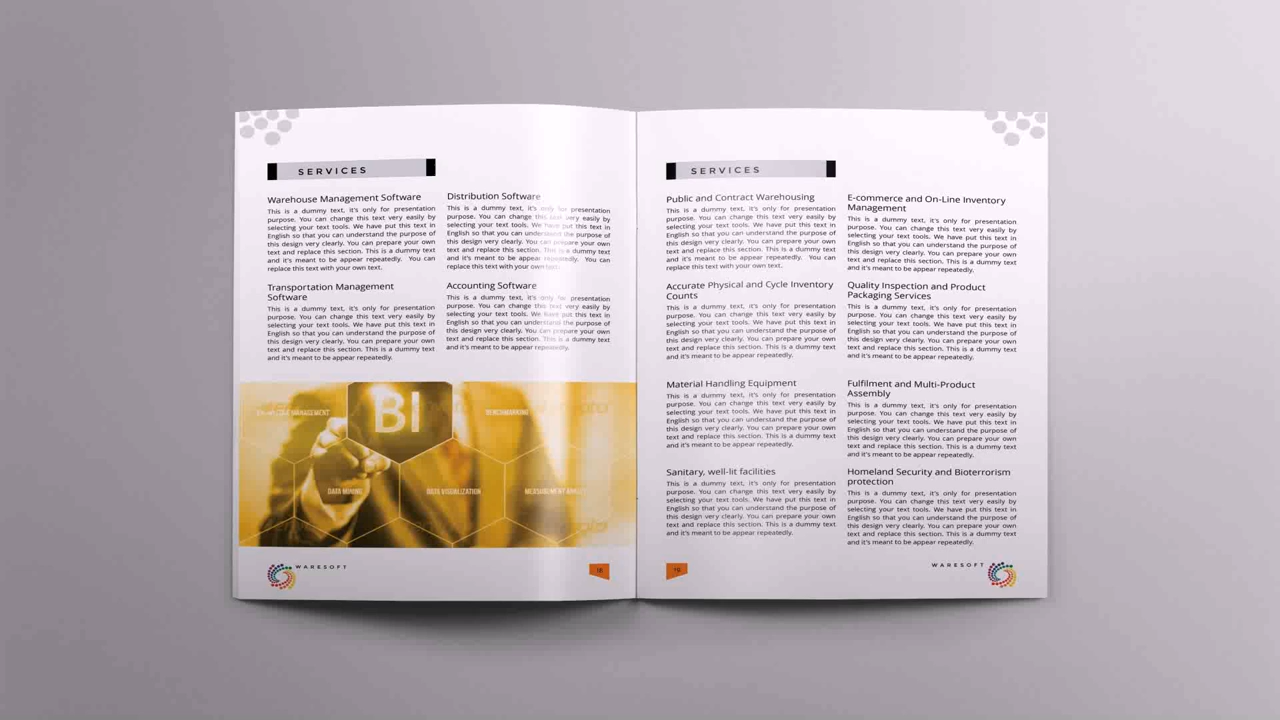 SERVICES
Warehouse Management Software
This is a dummy text, it's only for presentation
purpose. You can change this text very easily by
selecting your text tools. We have put this text in
English so that you can understand the purpose of
this design very clearly. You can prepare your own
text and replace this section. This is a dummy text
and it's meant to be appear repeatedly. You can
replace this text with your own text.
Transportation Management
Software
This is a dummy text, it's only for presentation
purpose. You can change this text very easily by
selecting your text tools. We have put this text in
English so that you can understand the purpose of
this design very clearly. You can prepare your own
text and replace this section. This is a dummy text
and it's meant to be appear repeatedly.
Distribution Software
This is a dummy text, it's only for presentation
purpose. You can change this text very easily by
selecting your text tools. We have put this text in
English so that you can understand the purpose of
this design very clearly. You can prepare your own
text and replace this section. This is a dummy text
and it's meant to be appear repeatedly. You can
replace this text with your own text.
Accounting Software
This is a dummy text, it's only for presentation
purpose. You can change this text very easily by
selecting your text tools. We have put this text in
English so that you can understand the purpose of
this design very clearly. You can prepare your own
text and replace this section. This is a dummy text
and it's meant to be appear repeatedly.
KNOWLEDGE MANAGEMENT
BI
BENCHMARKING
DATA MINING
DATA VISUALIZATION
MEASUREMENT
WARESOFT
18
SERVICES
Public and Contract Warehousing
This is a dummy text, it's only for presentation
purpose. You can change this text very easily by
selecting your text tools. We have put this text in
English so that you can understand the purpose of
this design very clearly. You can prepare your own
text and replace this section. This is a dummy text
and it's meant to be appear repeatedly. You can
replace this text with your own text.
Accurate Physical and Cycle Inventory
Counts
This is a dummy text, it's only for presentation
purpose. You can change this text very easily by
selecting your text tools. We have put this text in
English so that you can understand the purpose of
this design very clearly. You can prepare your own
text and replace this section. This is a dummy text
and it's meant to be appear repeatedly.
Material Handling Equipment
This is a dummy text, it's only for presentation
purpose. You can change this text very easily by
selecting your text tools. We have put this text in
English so that you can understand the purpose of
this design very clearly. You can prepare your own
text and replace this section. This is a dummy text
and it's meant to be appear repeatedly.
Sanitary, well-lit facilities
This is a dummy text, it's only for presentation
purpose. You can change this text very easily by
selecting your text tools. We have put this text in
English so that you can understand the purpose of
this design very clearly. You can prepare your own
text and replace this section. This is a dummy text
and it's meant to be appear repeatedly.
E-commerce and On-Line Inventory
Management
This is a dummy text, it's only for presentation
purpose. You can change this text very easily by
selecting your text tools. We have put this text in
English so that you can understand the purpose of
this design very clearly. You can prepare your own
text and replace this section. This is a dummy text
and it's meant to be appear repeatedly.
Quality Inspection and Product
Packaging Services
This is a dummy text, it's only for presentation
purpose. You can change this text very easily by
selecting your text tools. We have put this text in
English so that you can understand the purpose of
this design very clearly. You can prepare your own
text and replace this section. This is a dummy text
and it's meant to be appear repeatedly.
Fulfilment and Multi-Product
Assembly
This is a dummy text, it's only for presentation
purpose. You can change this text very easily by
selecting your text tools. We have put this text in
English so that you can understand the purpose of
this design very clearly. You can prepare your own
text and replace this section. This is a dummy text
and it's meant to be appear repeatedly.
Homeland Security and Bioterrorism
protection
This is a dummy text, it's only for presentation
purpose. You can change this text very easily by
selecting your text tools. We have put this text in
English so that you can understand the purpose of
this design very clearly. You can prepare your own
text and replace this section. This is a dummy text
and it's meant to be appear repeatedly.
19
WARESOFT